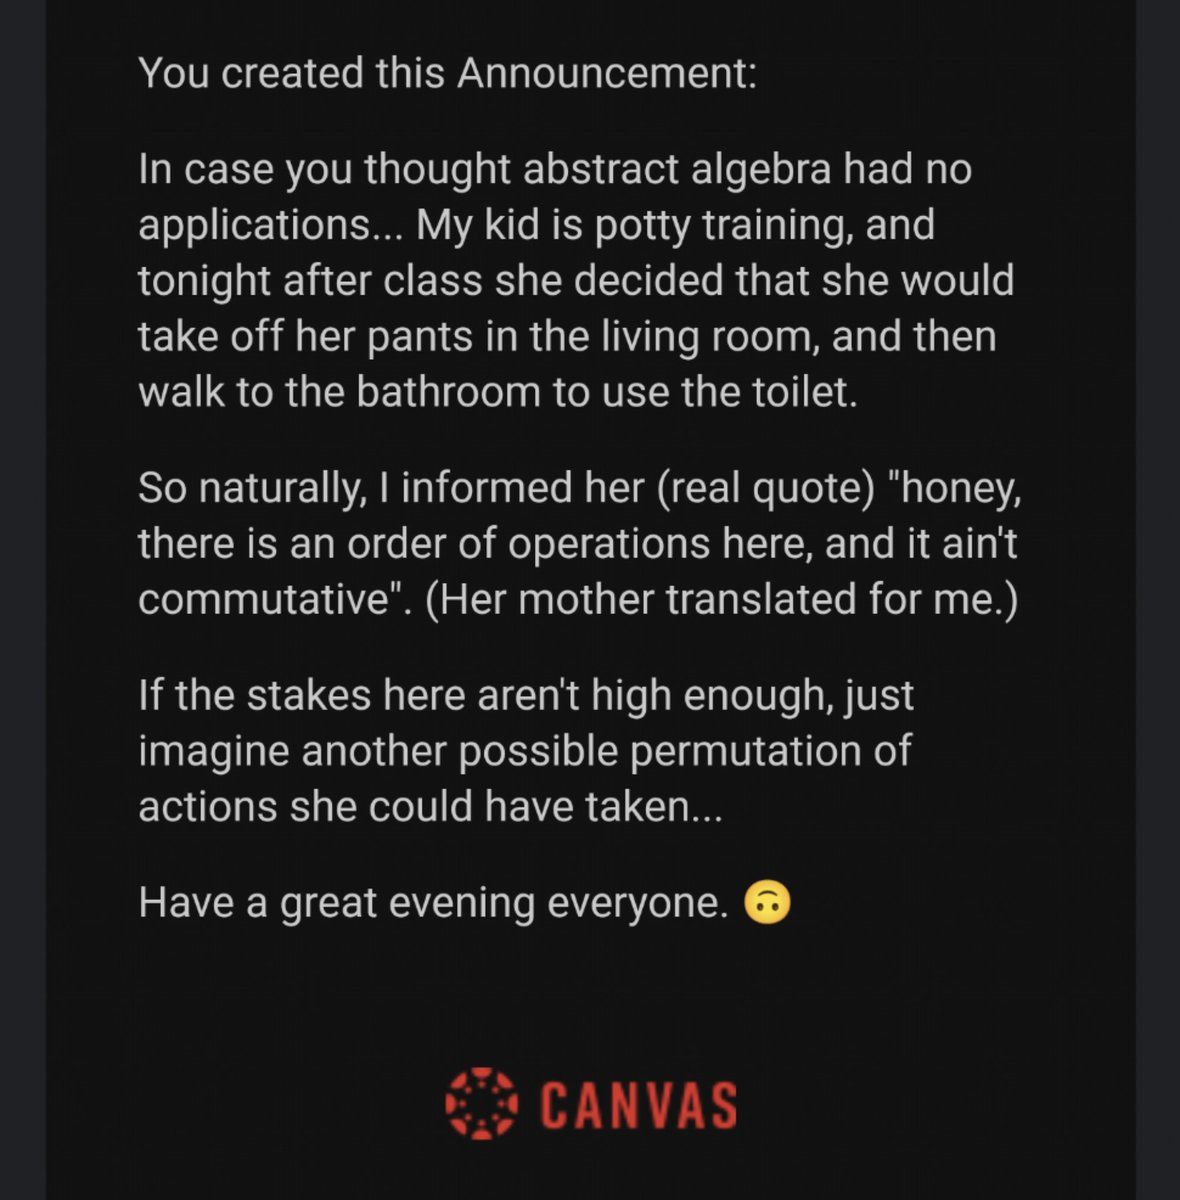 You created this Announcement:
In case you thought abstract algebra had no
applications... My kid is potty training, and
tonight after class she decided that she would
take off her pants in the living room, and then
walk to the bathroom to use the toilet.
So naturally, I informed her (real quote) "honey,
there is an order of operations here, and it ain't
commutative". (Her mother translated for me.)
If the stakes here aren't high enough, just
imagine another possible permutation of
actions she could have taken...
Have a great evening everyone. 🙃
CANVAS